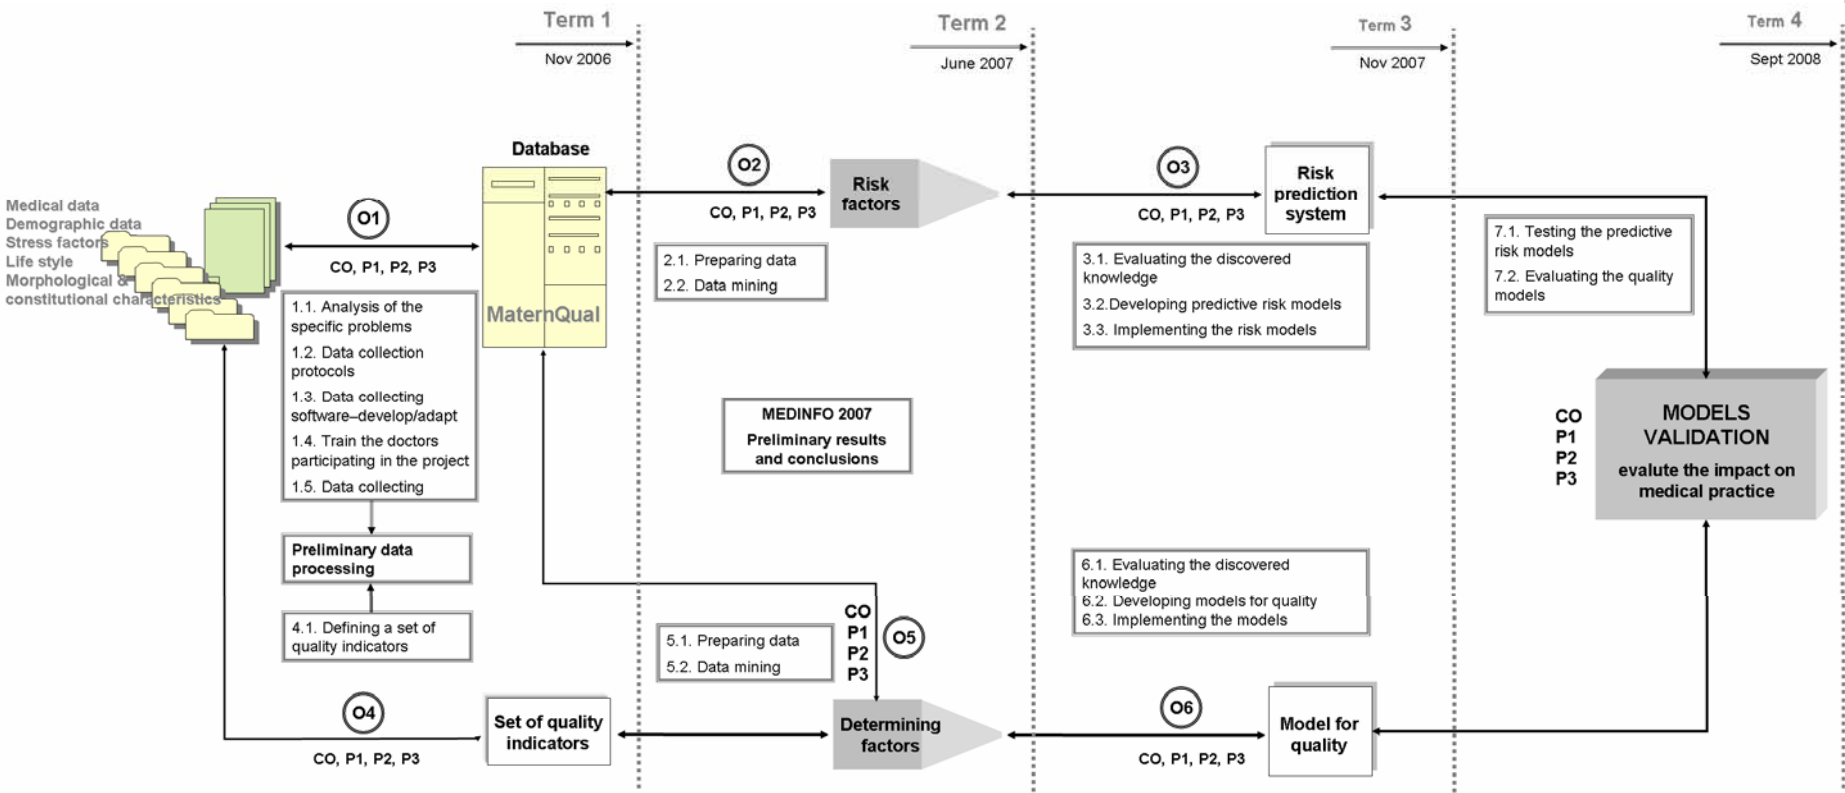 Term 1
Nov 2006
Term 2
June 2007
Term 3
Nov 2007
Term 4
Sept 2008
Medical data
Demographic data
Stress factors
Life style
Morphological &
constitutional characteristics
O1
CO, P1, P2, P3
1.1. Analysis of the
specific problems
1.2. Data collection
protocols
1.3. Data collecting
software–develop/adapt
1.4. Train the doctors
participating in the project
1.5. Data collecting
Preliminary data
processing
4.1. Defining a set of
quality indicators
O4
CO, P1, P2, P3
Database
MaternQual
Set of quality
indicators
O2
CO, P1, P2, P3
2.1. Preparing data
2.2. Data mining
Risk
factors
MEDINFO 2007
Preliminary results
and conclusions
5.1. Preparing data
5.2. Data mining
CO
P1
P2
P3
O5
Determining
factors
O3
CO, P1, P2, P3
3.1. Evaluating the discovered
knowledge
3.2.Developing predictive risk models
3.3. Implementing the risk models
Risk
prediction
system
6.1. Evaluating the discovered
knowledge
6.2. Developing models for quality
6.3. Implementing the models
O6
CO, P1, P2, P3
Model for
quality
7.1. Testing the predictive
risk models
7.2. Evaluating the quality
models
CO
P1
P2
P3
MODELS
VALIDATION
evalute the impact on
medical practice